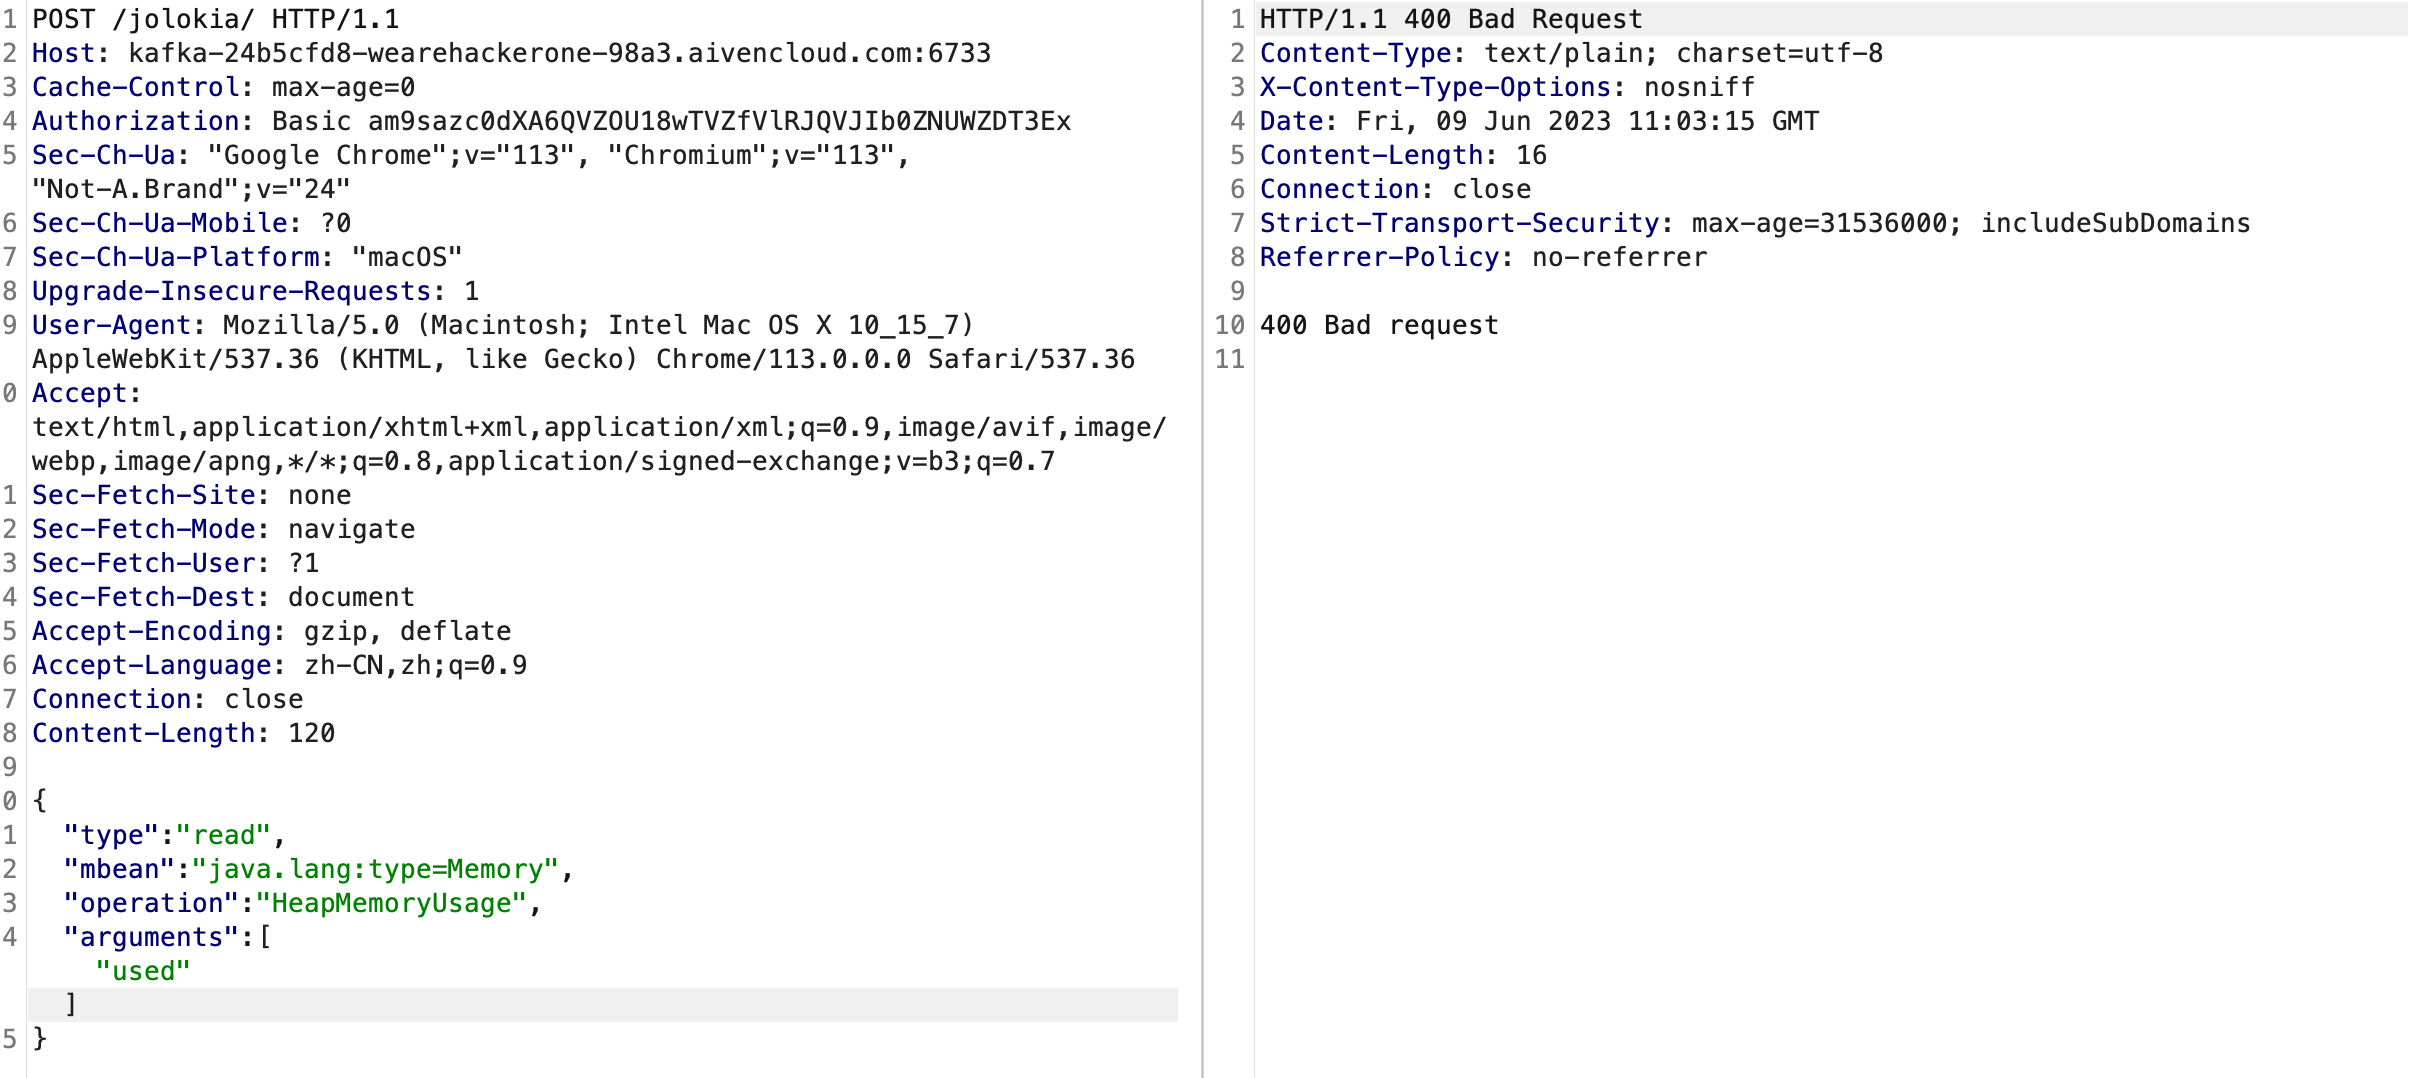 1 POST /jolokia/ HTTP/1.1
2 Host: kafka-24b5cfd8-wearehackerone-98a3.aivencloud.com:6733
3 Cache-Control: max-age=0
4 Authorization: Basic am9sazc0dXA6QVZOU18wTVZfVlRJQVJIb0ZNUWZDT3Ex
5 Sec-Ch-Ua: "Google Chrome";v="113", "Chromium";v="113",
"Not-A.Brand";v="24"
6 Sec-Ch-Ua-Mobile: ?0
7 Sec-Ch-Ua-Platform: "macOS"
8 Upgrade-Insecure-Requests: 1
9 User-Agent: Mozilla/5.0 (Macintosh; Intel Mac OS X 10_15_7)
AppleWebKit/537.36 (KHTML, like Gecko) Chrome/113.0.0.0 Safari/537.36
0 Accept:
text/html,application/xhtml+xml,application/xml;q=0.9,image/avif,image/
webp,image/apng,*/*;q=0.8,application/signed-exchange;v=b3;q=0.7
1 Sec-Fetch-Site: none
2 Sec-Fetch-Mode: navigate
3 Sec-Fetch-User: ?1
4 Sec-Fetch-Dest: document
5 Accept-Encoding: gzip, deflate
6 Accept-Language: zh-CN,zh;q=0.9
7 Connection: close
8 Content-Length: 120
9
0 {
1 "type":"read",
2 "mbean":"java.lang:type=Memory",
3 "operation":"HeapMemoryUsage",
4 "arguments":[
"used"
]
5 }
1 HTTP/1.1 400 Bad Request
2 Content-Type: text/plain; charset=utf-8
3 X-Content-Type-Options: nosniff
4 Date: Fri, 09 Jun 2023 11:03:15 GMT
5 Content-Length: 16
6 Connection: close
7 Strict-Transport-Security: max-age=31536000; includeSubDomains
8 Referrer-Policy: no-referrer
9
10 400 Bad request
11